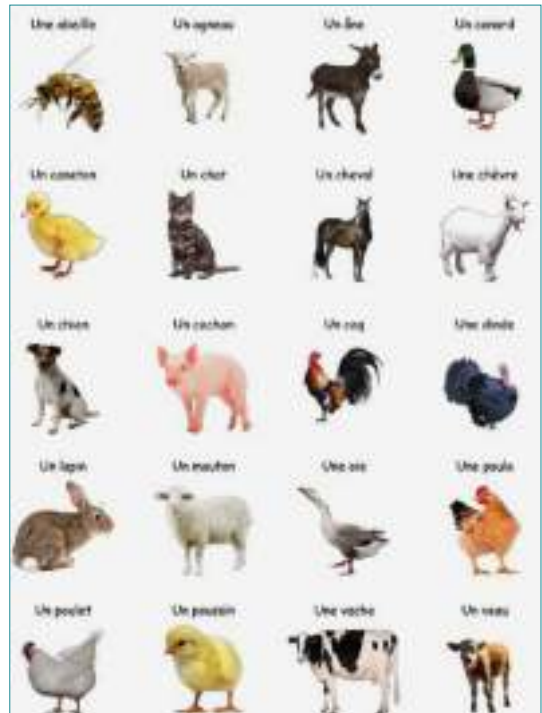 Une abeille
Un agneau
Un âne
Un canard
Un caneton
Un chat
Un cheval
Une chèvre
Un chien
Un cochon
Un coq
Une dinde
Un lapin
Un mouton
Une oie
Une poule
Un poulet
Un poussin
Une vache
Un veau